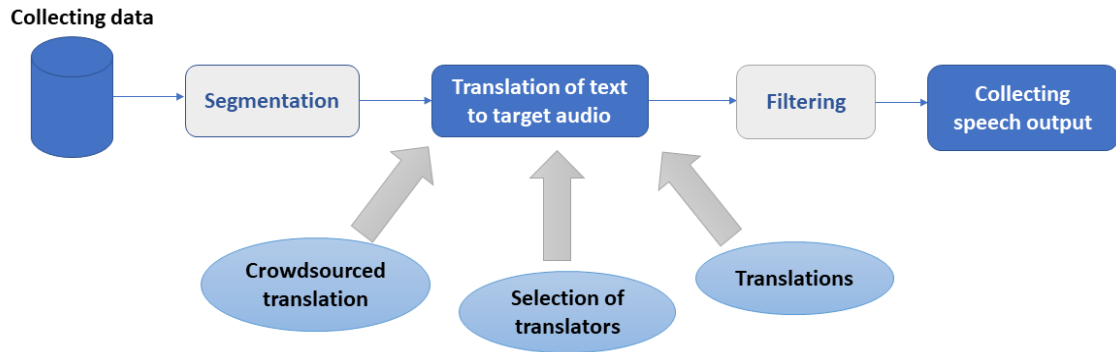 Collecting data
Segmentation
Translation of text
to target audio
Filtering
Collecting
speech output
Crowdsourced
translation
Selection of
translators
Translations